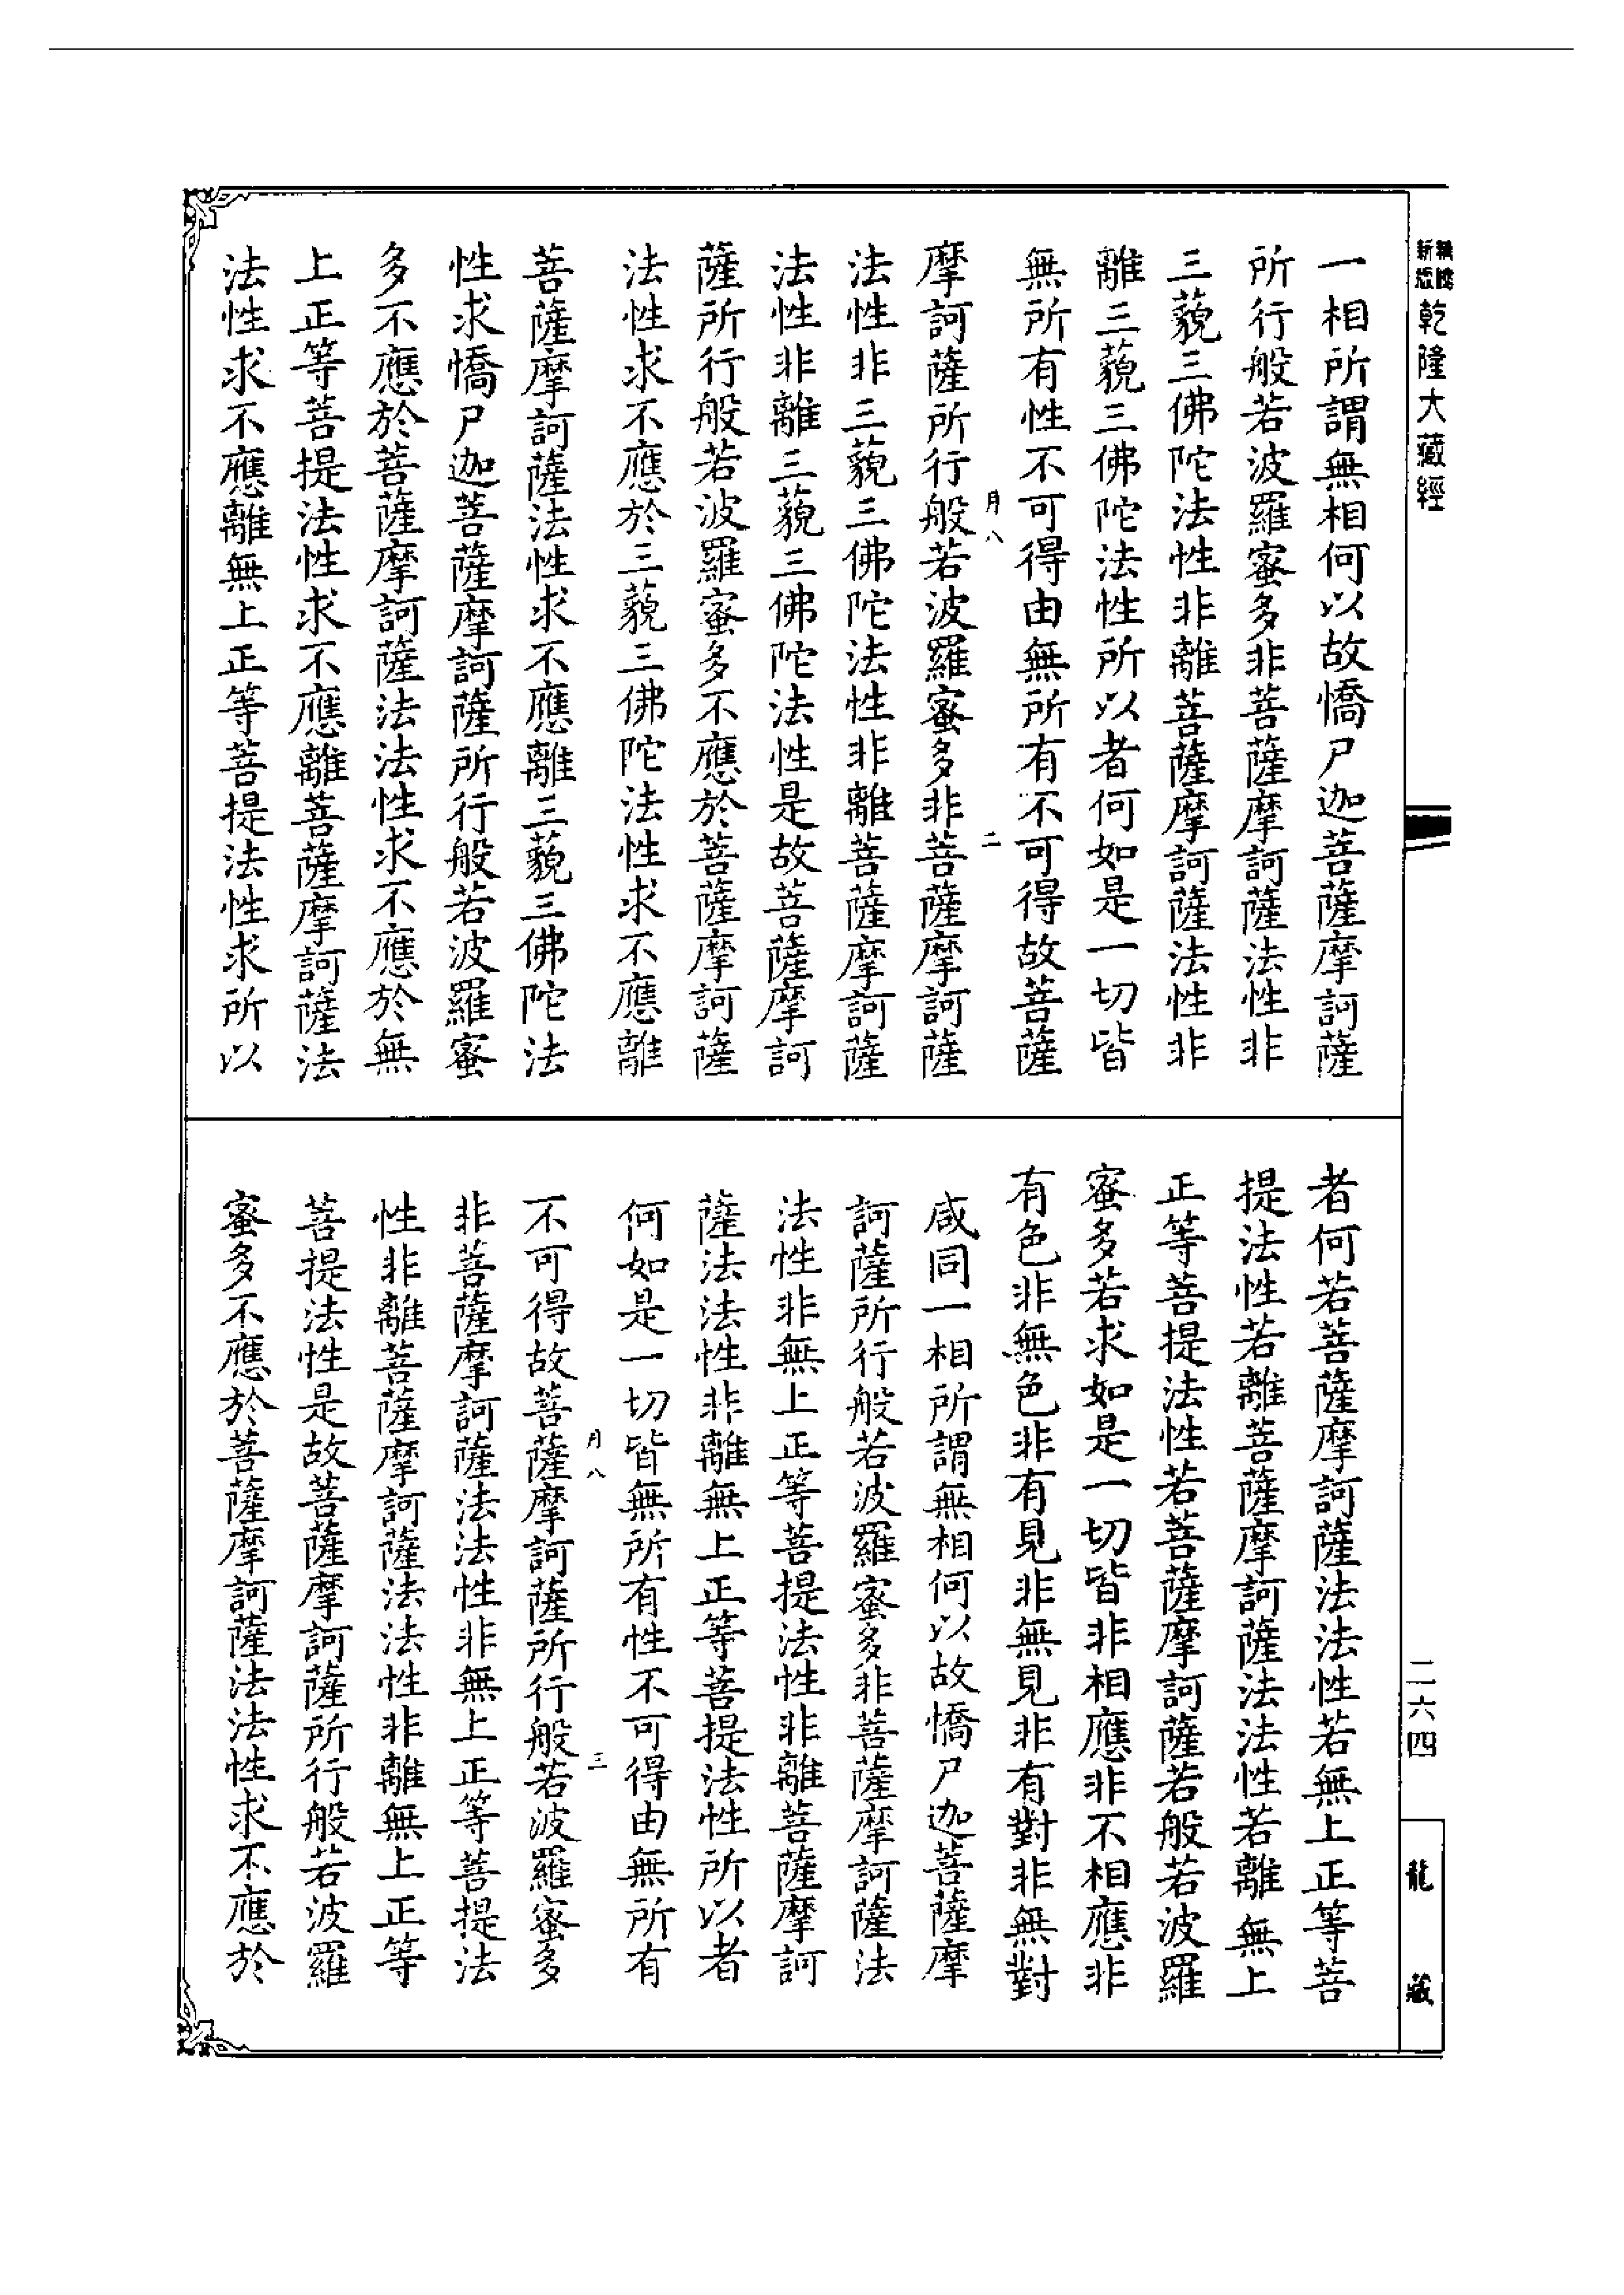 乾隆大藏經
一相所謂無相何以故憍尸迦菩薩摩訶薩
所行般若波羅蜜多非菩薩摩訶薩法性非
三藐三佛陀法性非離菩薩摩訶薩法性非
離三藐三佛陀法性所以者何如是一切皆
無所有性不可得由無所有不可得故菩薩
月八
二
摩訶薩所行般若波羅蜜多非菩薩摩訶薩
法性非三藐三佛陀法性非離菩薩摩訶薩
法性非離三藐三佛陀法性是故菩薩摩訶
薩所行般若波羅蜜多不應於菩薩摩訶薩
法性求不應於三藐三佛陀法性求不應離
菩薩摩訶薩法性求不應離三藐三佛陀法
性求憍尸迦菩薩摩訶薩所行般若波羅蜜
多不應於菩薩摩訶薩法法性求不應於無
上正等菩提法性求不應離菩薩摩訶薩法
法性求不應離無上正等菩提法性求所以
者何若菩薩摩訶薩法法性若無上正等菩
提法性若離菩薩摩訶薩法法性若離無上
正等菩提法性若菩薩摩訶薩若般若波羅
蜜多若求如是一切皆非相應非不相應非
有色非無色非有見非無見非有對非無對
咸同一相所謂無相何以故憍尸迦菩薩摩
訶薩所行般若波羅蜜多非菩薩摩訶薩法
法性非無上正等菩提法性非離菩薩摩訶
薩法法性非離無上正等菩提法性所以者
何如是一切皆無所有性不可得由無所有
月八
三
不可得故菩薩摩訶薩所行般若波羅蜜多
非菩薩摩訶薩法法性非無上正等菩提法
性非離菩薩摩訶薩法法性非離無上正等
菩提法性是故菩薩摩訶薩所行般若波羅
蜜多不應於菩薩摩訶薩法法性求不應於
二六四
龍藏